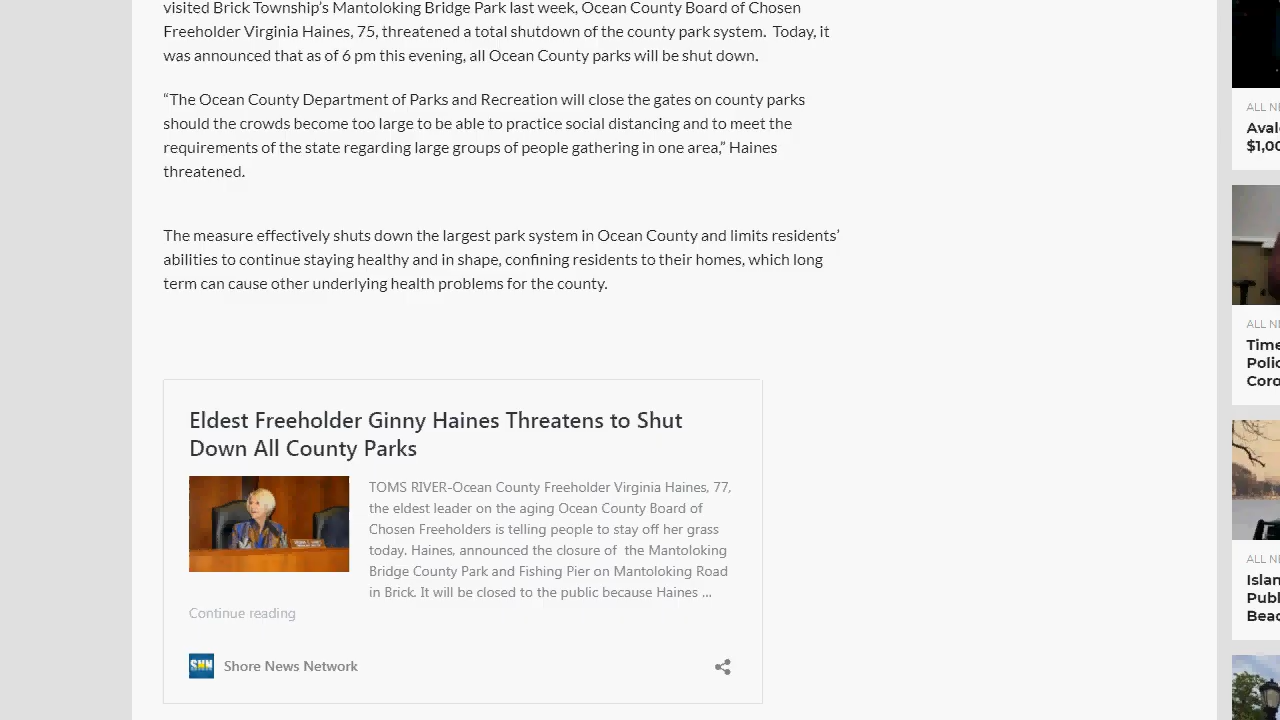 visited Brick Township’s Mantoloking Bridge Park last week, Ocean County Board of Chosen
Freeholder Virginia Haines, 75, threatened a total shutdown of the county park system.  Today, it
was announced that as of 6 pm this evening, all Ocean County parks will be shut down.
“The Ocean County Department of Parks and Recreation will close the gates on county parks
should the crowds become too large to be able to practice social distancing and to meet the
requirements of the state regarding large groups of people gathering in one area,” Haines
threatened.
The measure effectively shuts down the largest park system in Ocean County and limits residents’
abilities to continue staying healthy and in shape, confining residents to their homes, which long
term can cause other underlying health problems for the county.
Eldest Freeholder Ginny Haines Threatens to Shut
Down All County Parks
TOMS RIVER-Ocean County Freeholder Virginia Haines, 77,
the eldest leader on the aging Ocean County Board of
Chosen Freeholders is telling people to stay off her grass
today. Haines, announced the closure of  the Mantoloking
Bridge County Park and Fishing Pier on Mantoloking Road
in Brick. It will be closed to the public because Haines ...
Continue reading
SNN Shore News Network
ALL NE
Aval
$1,00
ALL NE
Time
Polic
Coro
ALL NE
Islan
Publ
Beac